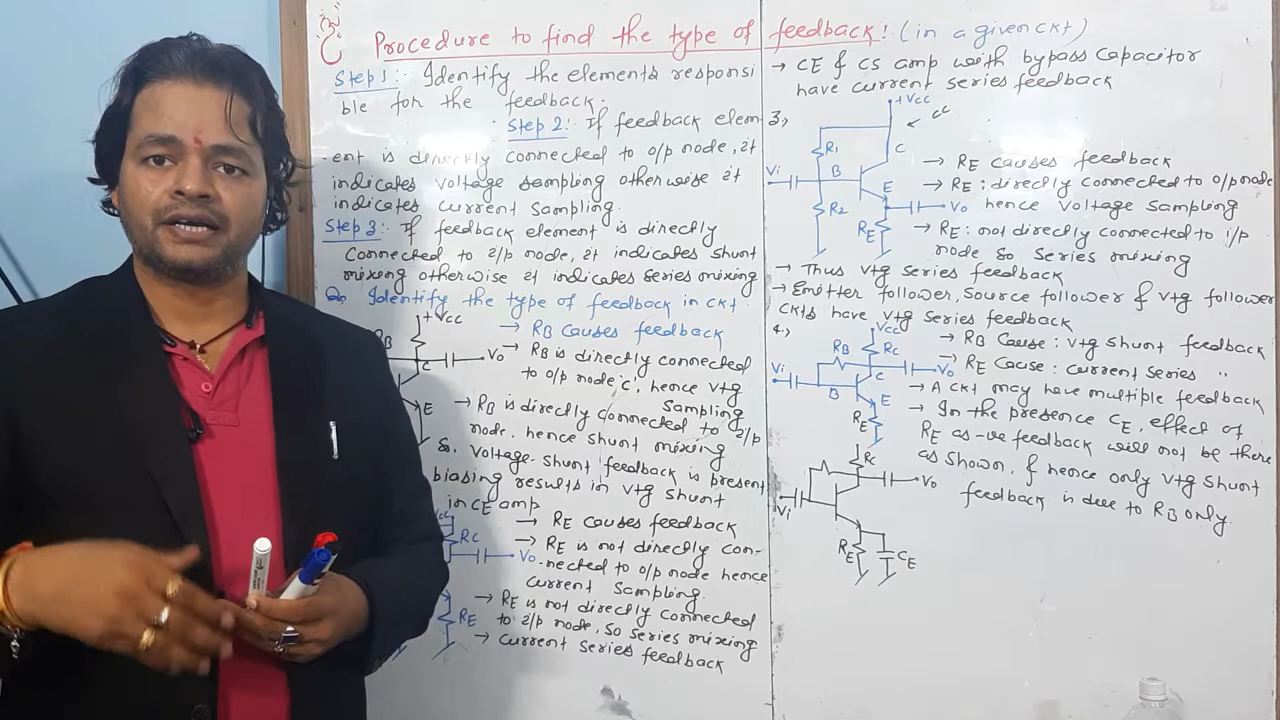 Procedure to find the type of feedback! (in a given ckt)
Step 1:- Identify the elements responsi
ble for the feedback.
Step 2:- If feedback elem-
-ent is directly connected to o/p node, it
indicates voltage sampling otherwise it
indicates current sampling.
Step 3:- If feedback element is directly
connected to i/p node, it indicates shunt
mixing otherwise it indicates series mixing
Q. Identify the type of feedback in ckt.
+Vcc
→ RB causes feedback
RB
Vo
C
→ RB is directly connected
to o/p node 'c', hence vtg
sampling
E
→ RB is directly connected to i/p
node. hence shunt mixing
So, voltage-shunt feedback is present
biasing results in vtg shunt
in CE amp
Vcc
→ RE causes feedback
RC
→ RE is not directly con-
-nected to o/p node hence
Vo
current sampling.
→ RE is not directly connected
to i/p node, so series mixing
RE
→ current series feedback
→ CE & CS amp with bypass capacitor
have current series feedback
3.,
+Vcc
CC
R1
C
→ RE causes feedback
Vi
B
→ RE: directly connected to o/p node
E
hence voltage sampling
R2
Vo
RE
→ RE: not directly connected to i/p
node so series mixing
→ Thus vtg series feedback
→ Emitter follower, source follower & vtg follower
ckts have vtg series feedback
4.,
Vcc
→ RB cause: vtg shunt feedback
RB
RC
→ RE cause: current series "
Vi
C
Vo
→ A ckt may have multiple feedback
B
E
→ In the presence CE, effect of
RE
RE as -ve feedback will not be there
as shown, & hence only vtg shunt
feedback is due to RB only.
RC
Vo
Vi
RE
CE